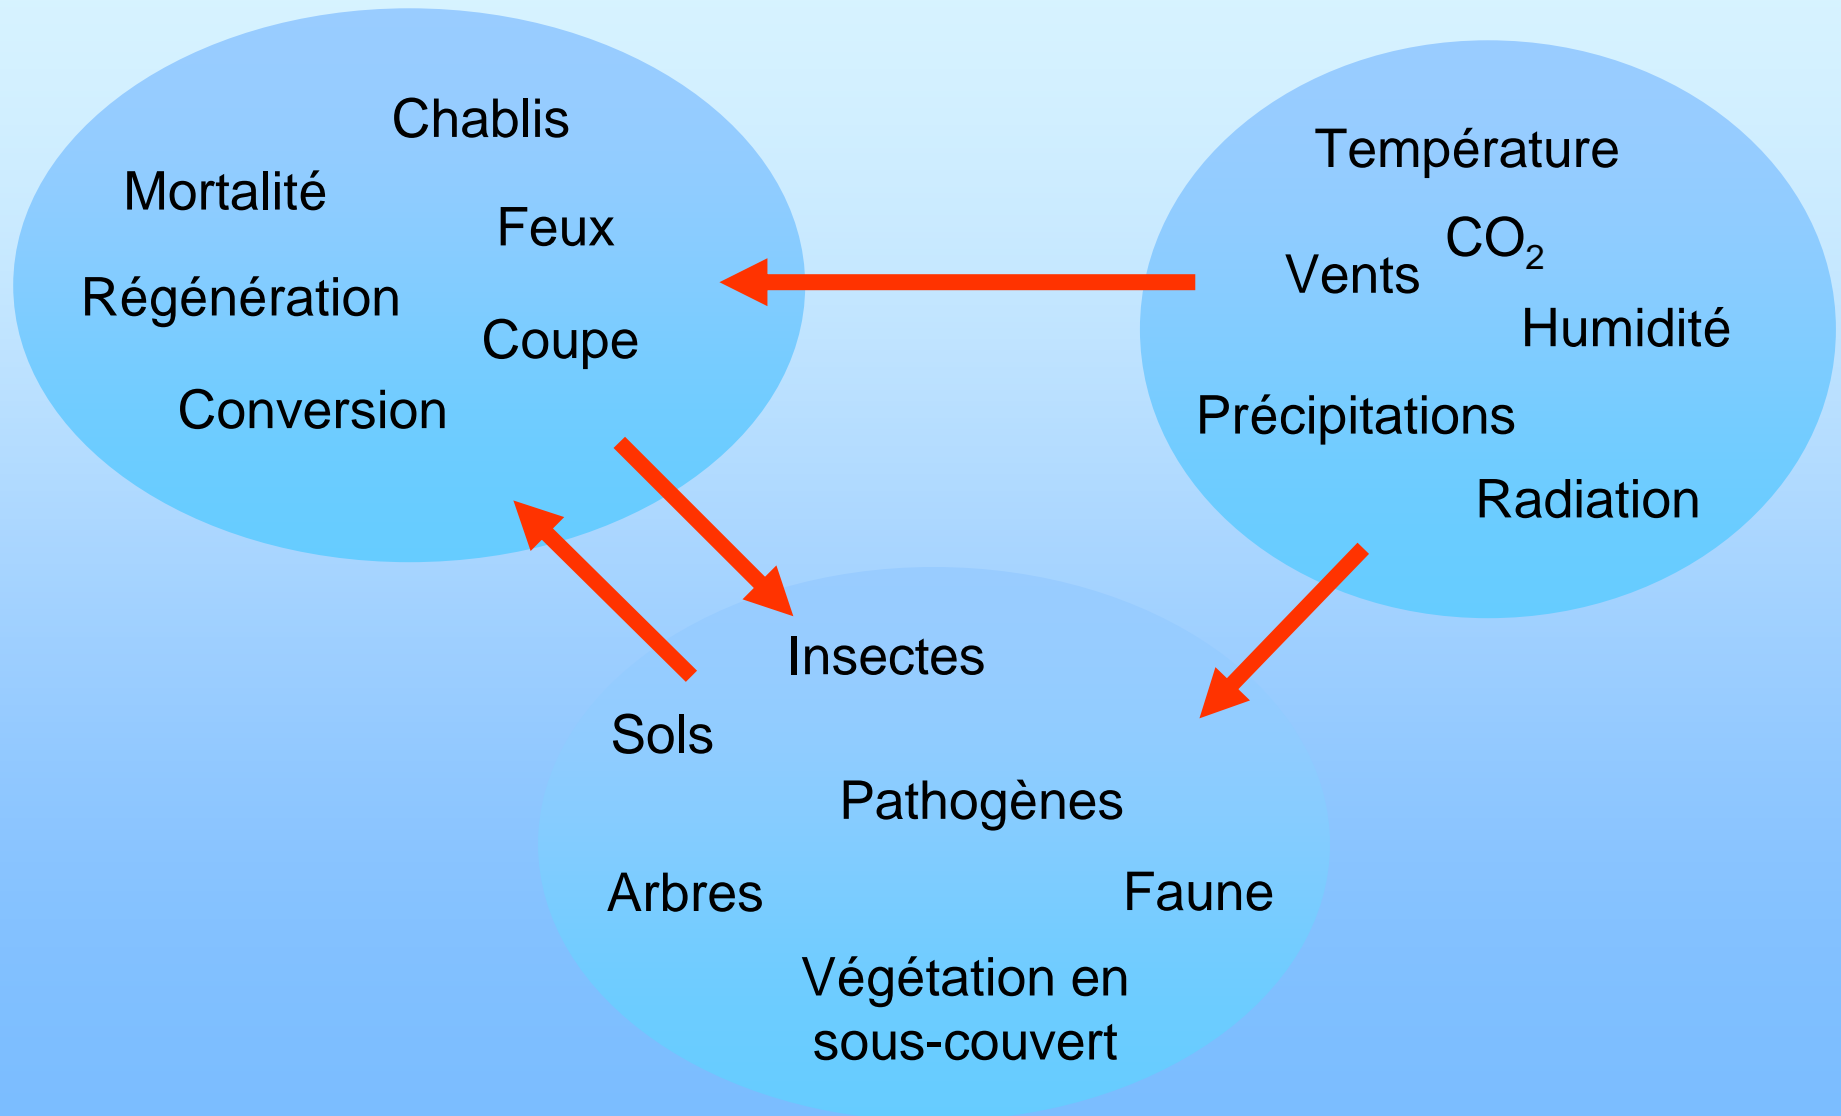 Chablis
Mortalité
Feux
Régénération
Coupe
Conversion
Température
CO₂
Vents
Humidité
Précipitations
Radiation
Insectes
Sols
Pathogènes
Arbres
Faune
Végétation en
sous-couvert